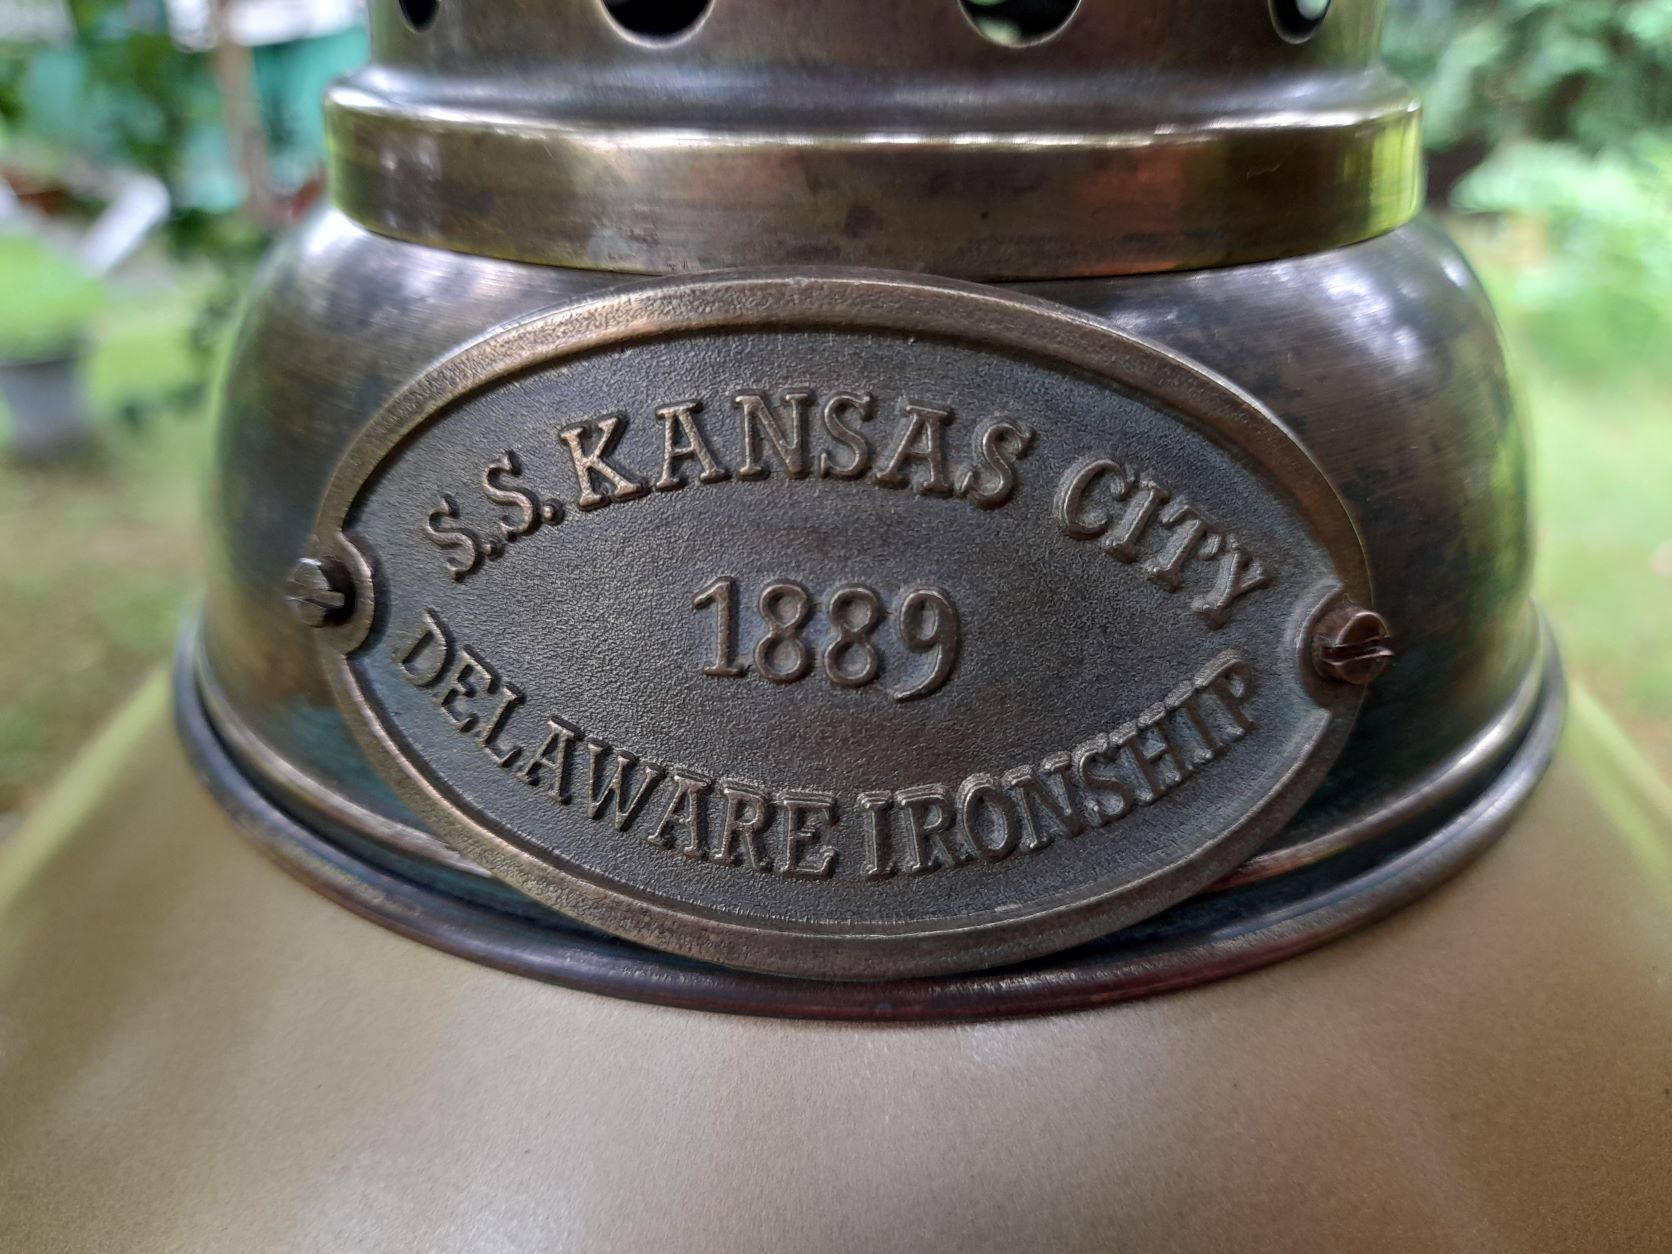 S.S. KANSAS CITY
1889
DELAWARE IRONSHIP